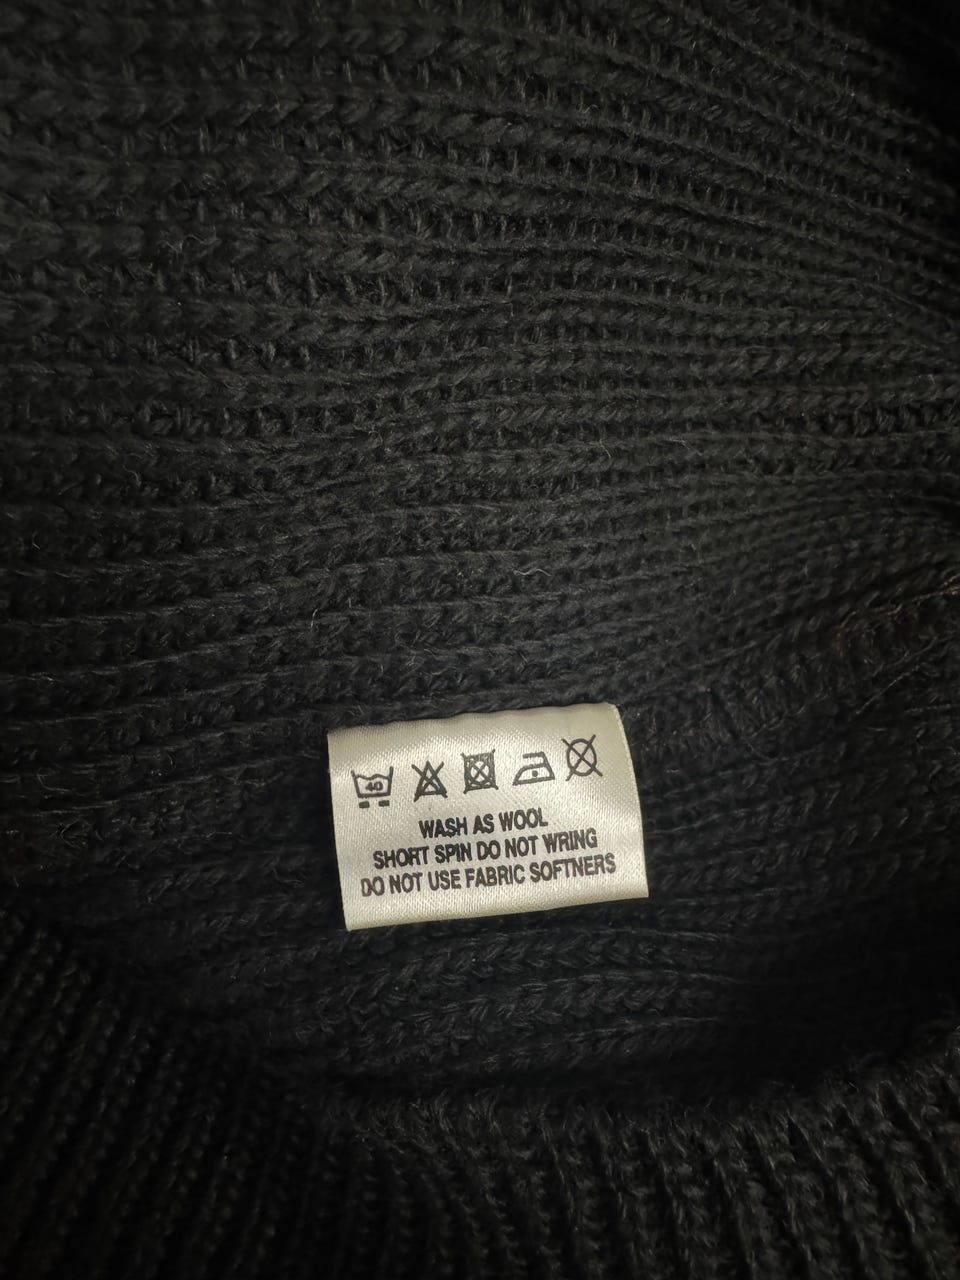 40
WASH AS WOOL
SHORT SPIN DO NOT WRING
DO NOT USE FABRIC SOFTNERS